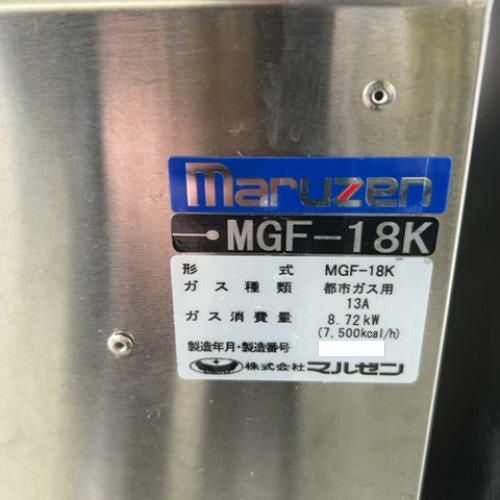 maruzen
MGF-18K
形 式 MGF-18K
ガス種類 都市ガス用
13A
ガス消費量 8.72kW
(7,500kcal/h)
製造年月・製造番号
株式会社マルゼン